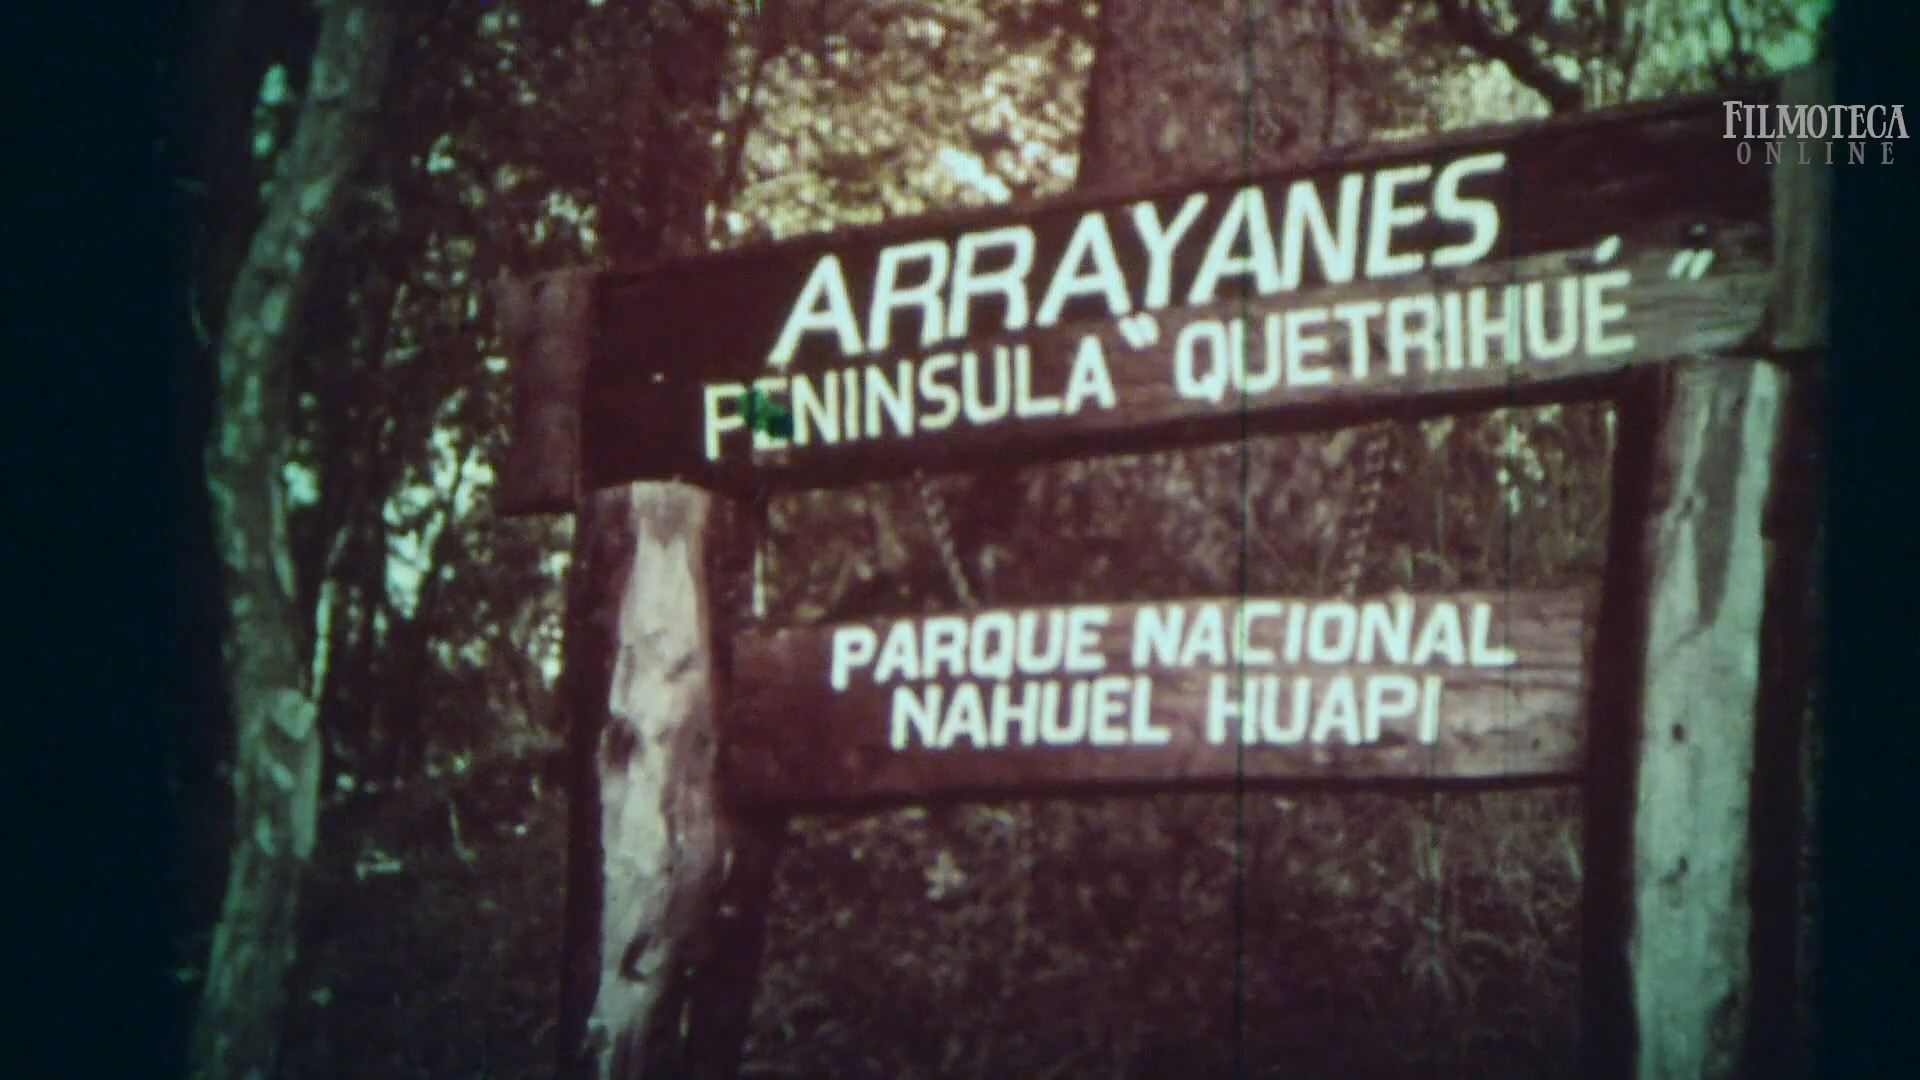 FILMOTECA
ONLINE
ARRAYANES
PENINSULA "QUETRIHUÉ"
PARQUE NACIONAL
NAHUEL HUAPI